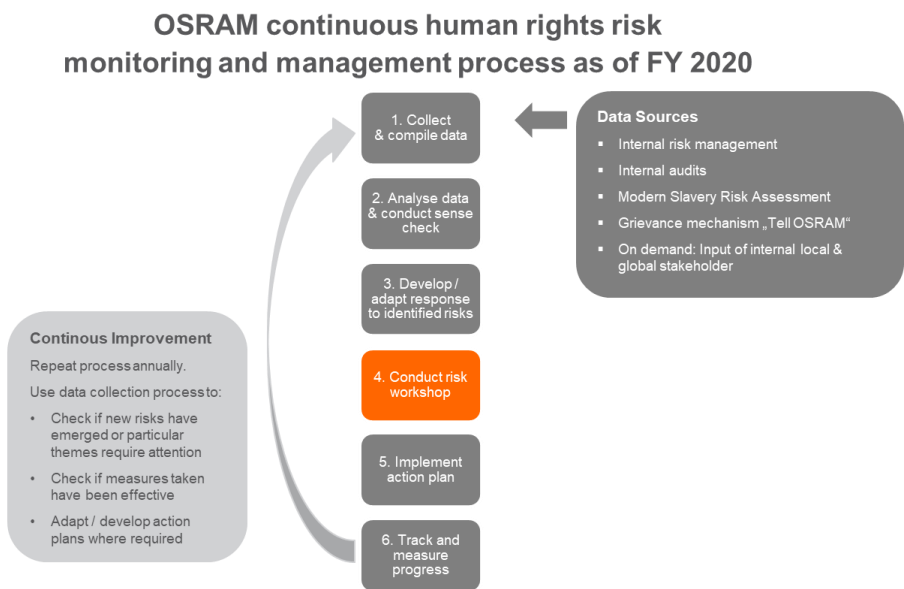 OSRAM continuous human rights risk
monitoring and management process as of FY 2020
1. Collect
& compile data
2. Analyse data
& conduct sense
check
3. Develop /
adapt response
to identified risks
4. Conduct risk
workshop
5. Implement
action plan
6. Track and
measure
progress
Data Sources
▪ Internal risk management
▪ Internal audits
▪ Modern Slavery Risk Assessment
▪ Grievance mechanism „Tell OSRAM“
▪ On demand: Input of internal local &
global stakeholder
Continous Improvement
Repeat process annually.
Use data collection process to:
• Check if new risks have
emerged or particular
themes require attention
• Check if measures taken
have been effective
• Adapt / develop action
plans where required